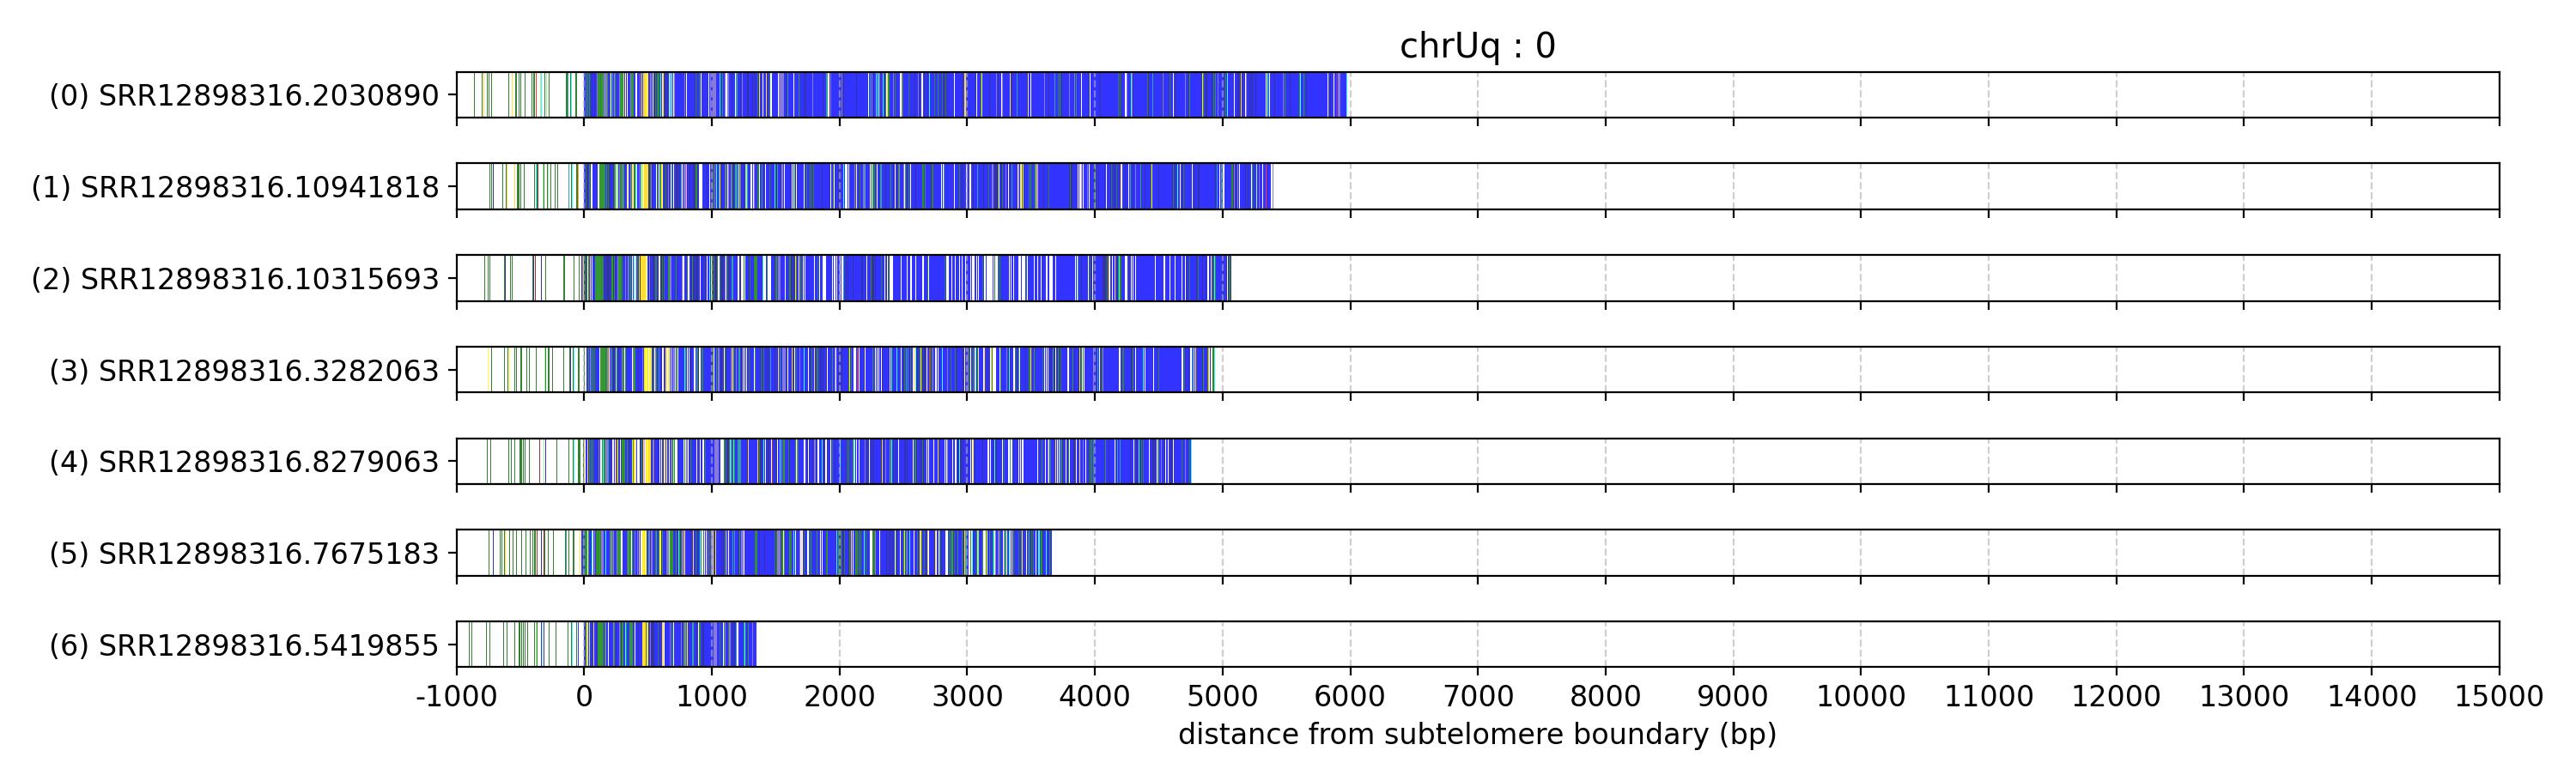 chrUq : 0
(0) SRR12898316.2030890
(1) SRR12898316.10941818
(2) SRR12898316.10315693
(3) SRR12898316.3282063
(4) SRR12898316.8279063
(5) SRR12898316.7675183
(6) SRR12898316.5419855
-1000 0 1000 2000 3000 4000 5000 6000 7000 8000 9000 10000 11000 12000 13000 14000 15000
distance from subtelomere boundary (bp)